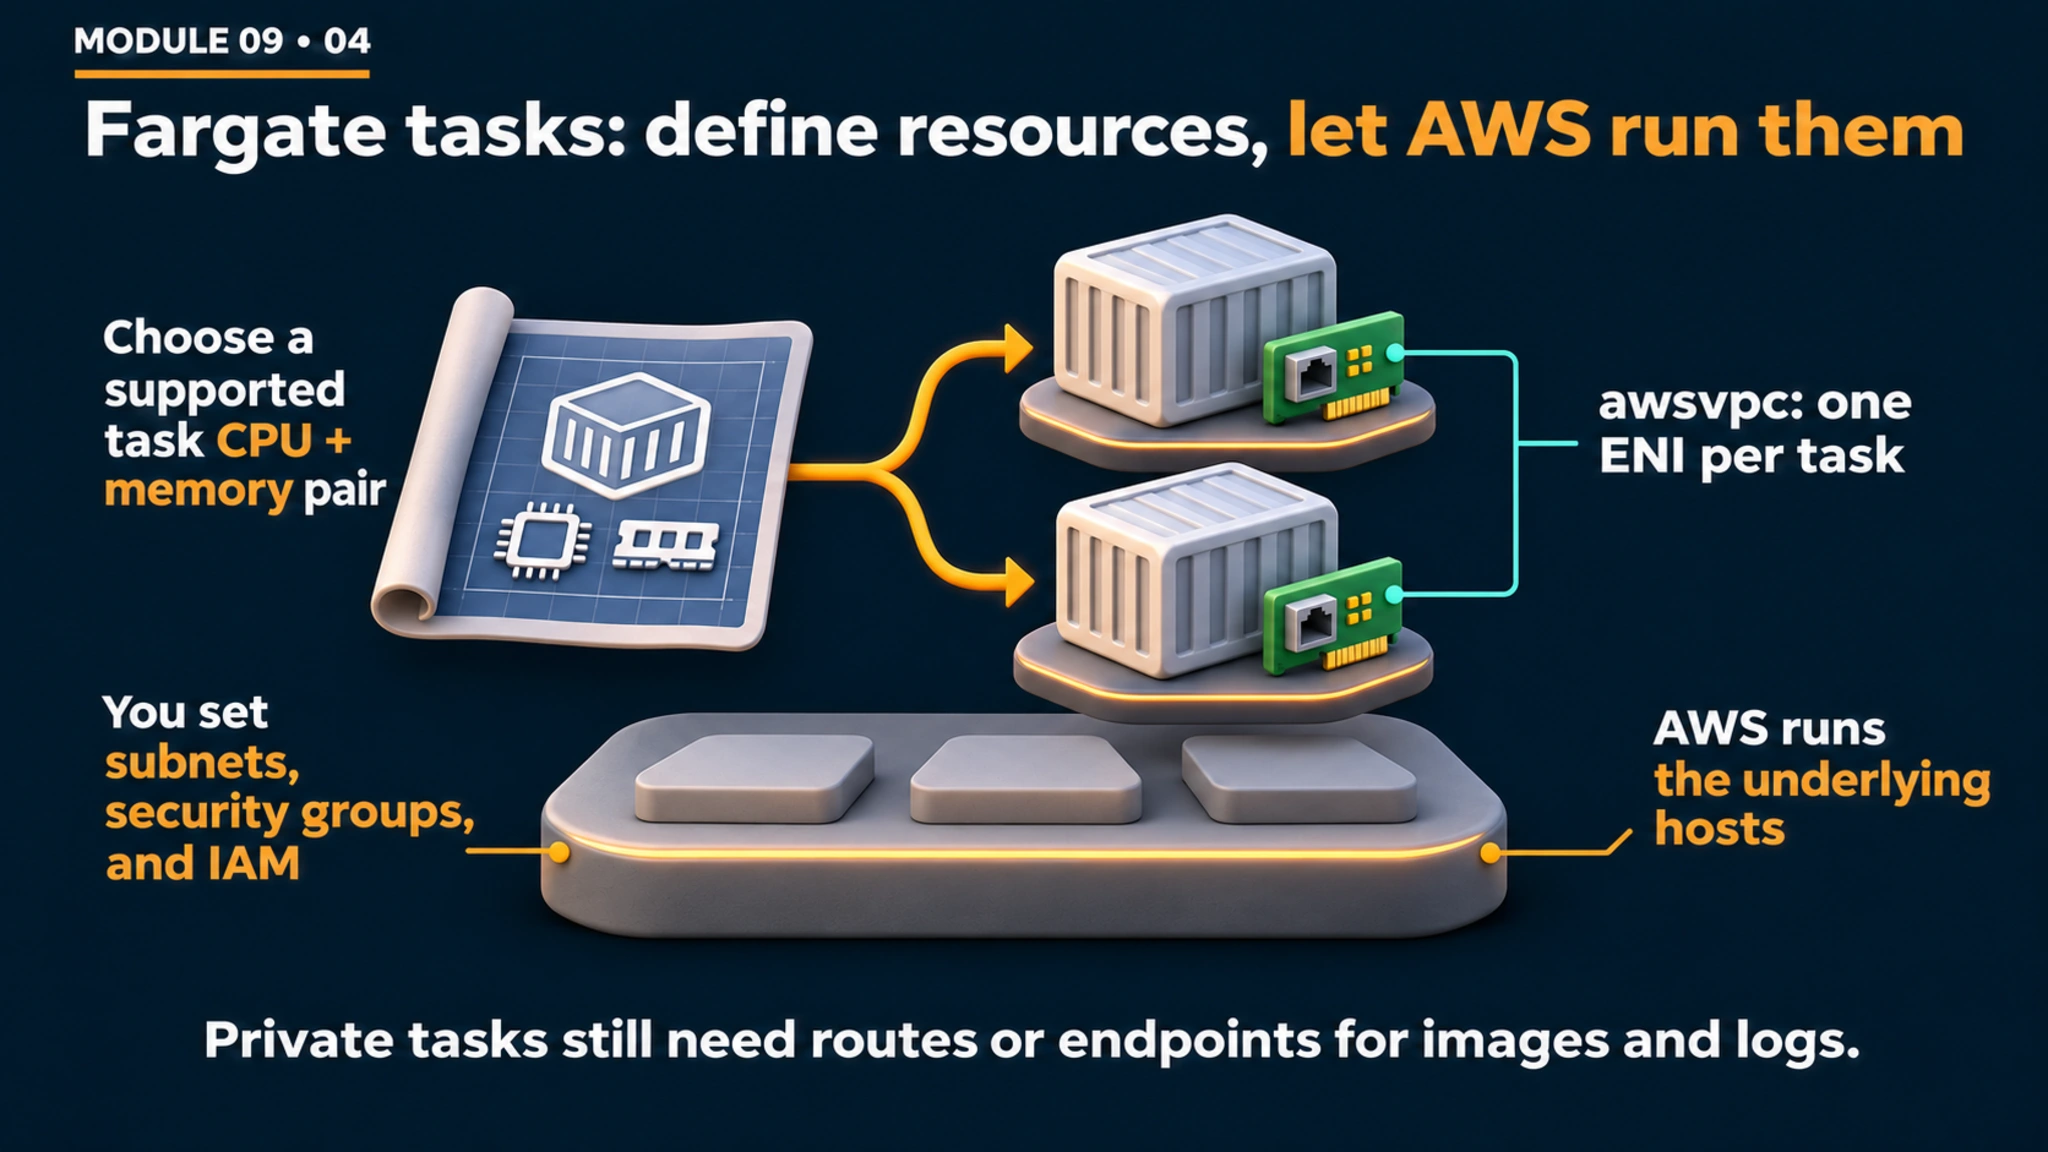 MODULE 09 • 04
Fargate tasks: define resources, let AWS run them
Choose a
supported
task CPU +
memory pair
awsvpc: one
ENI per task
You set
subnets,
security groups,
and IAM
AWS runs
the underlying
hosts
Private tasks still need routes or endpoints for images and logs.